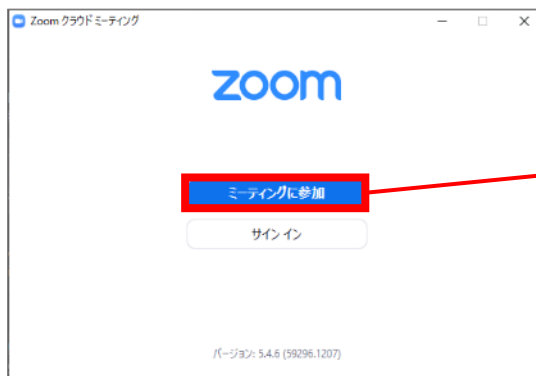 Zoom クラウド ミーティング
zoom
ミーティングに参加
サイン イン
バージョン: 5.4.6 (59296.1207)